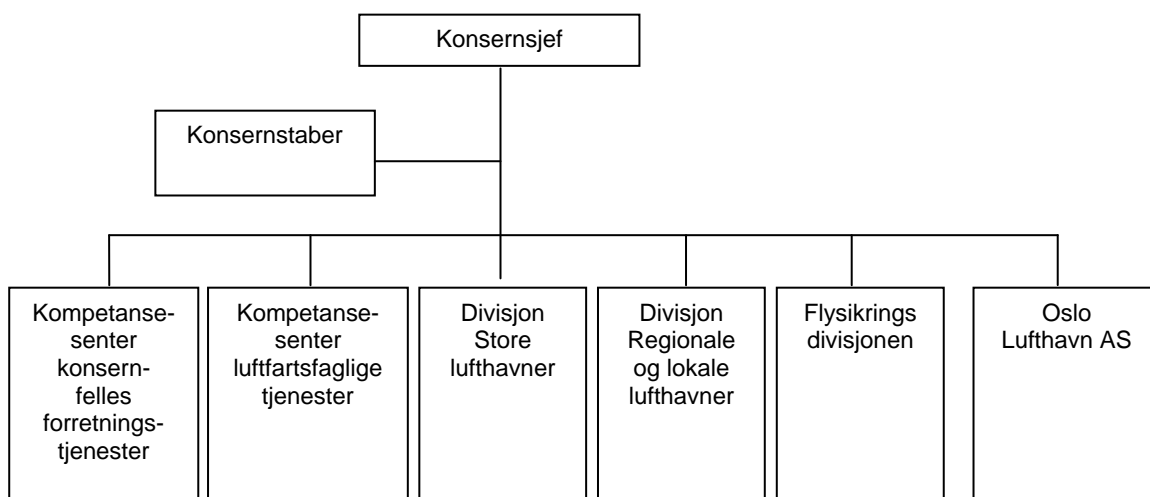 Konsernsjef
Konsernstaber
Kompetanse-
senter
konsern-
felles
forretnings-
tjenester
Kompetanse-
senter
luftfartsfaglige
tjenester
Divisjon
Store
lufthavner
Divisjon
Regionale
og lokale
lufthavner
Flysikrings
divisjonen
Oslo
Lufthavn AS